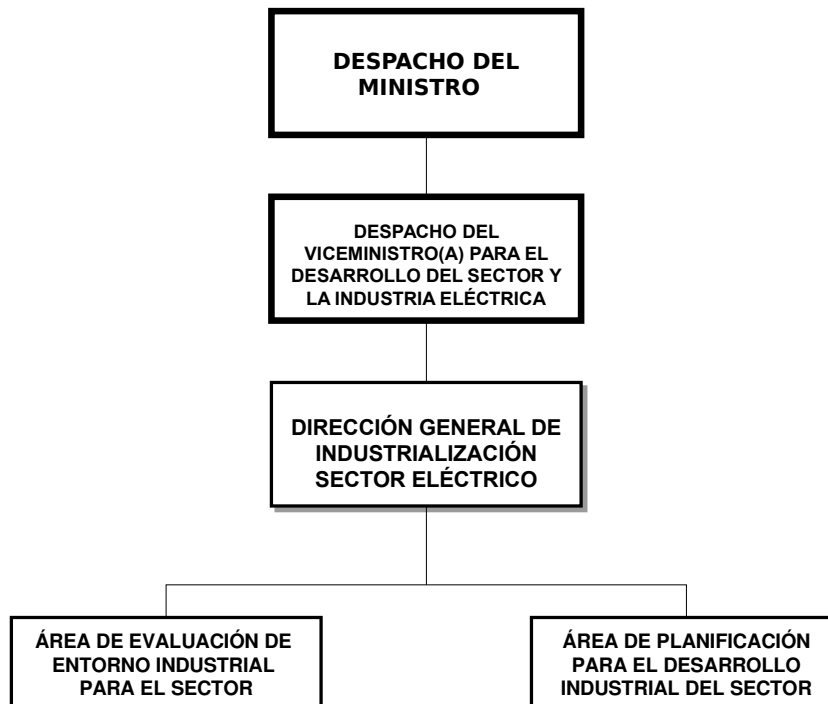 DESPACHO DEL
MINISTRO
DESPACHO DEL
VICEMINISTRO(A) PARA EL
DESARROLLO DEL SECTOR Y
LA INDUSTRIA ELÉCTRICA
DIRECCIÓN GENERAL DE
INDUSTRIALIZACIÓN
SECTOR ELÉCTRICO
ÁREA DE EVALUACIÓN DE
ENTORNO INDUSTRIAL
PARA EL SECTOR
ÁREA DE PLANIFICACIÓN
PARA EL DESARROLLO
INDUSTRIAL DEL SECTOR